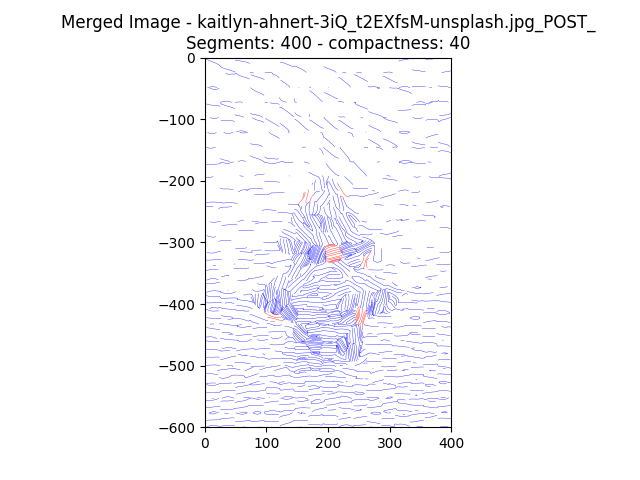 Merged Image - kaitlyn-ahnert-3iQ_t2EXfsM-unsplash.jpg_POST_
Segments: 400 - compactness: 40
0
−100
−200
−300
−400
−500
−600
0 100 200 300 400